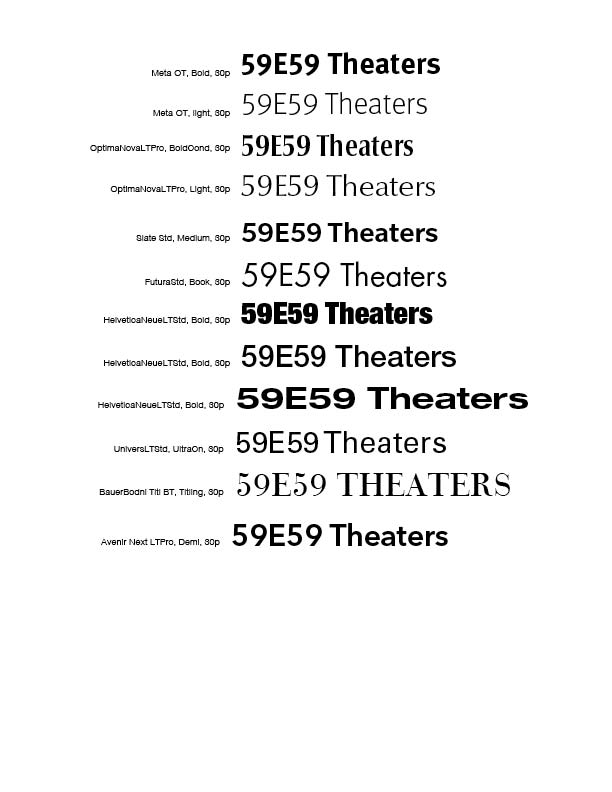 Meta OT, Bold, 30p 59E59 Theaters
Meta OT, light, 30p 59E59 Theaters
OptimaNovaLTPro, BoldCond, 30p 59E59 Theaters
OptimaNovaLTPro, Light, 30p 59E59 Theaters
Slate Std, Medium, 30p 59E59 Theaters
FuturaStd, Book, 30p 59E59 Theaters
HelveticaNeueLTStd, Bold, 30p 59E59 Theaters
HelveticaNeueLTStd, Bold, 30p 59E59 Theaters
HelveticaNeueLTStd, Bold, 30p 59E59 Theaters
UniversLTStd, UltraCn, 30p 59E59 Theaters
BauerBodni Titl BT, Titling, 30p 59E59 THEATERS
Avenir Next LTPro, Demi, 30p 59E59 Theaters